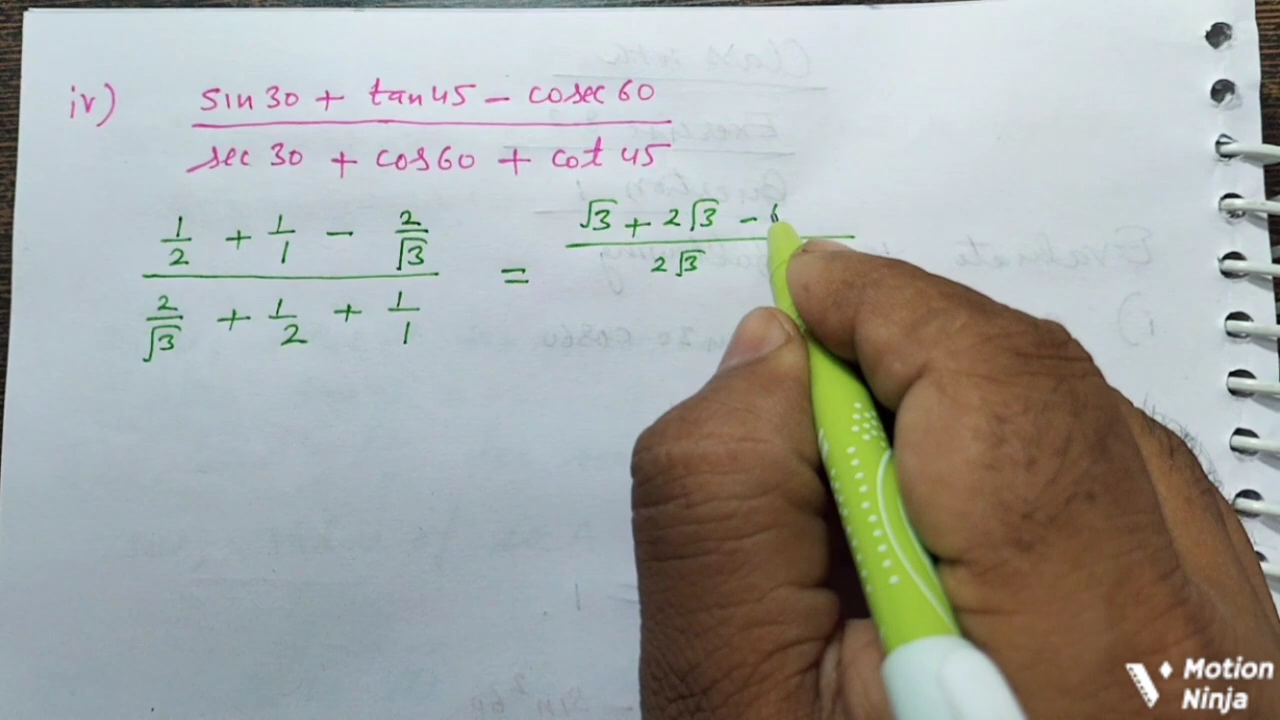 iv) sin 30 + tan 45 - cosec 60
sec 30 + cos 60 + cot 45
1/2 + 1/1 - 2/√3
2/√3 + 1/2 + 1/1
=
√3 + 2√3 -
2√3
Motion
Ninja